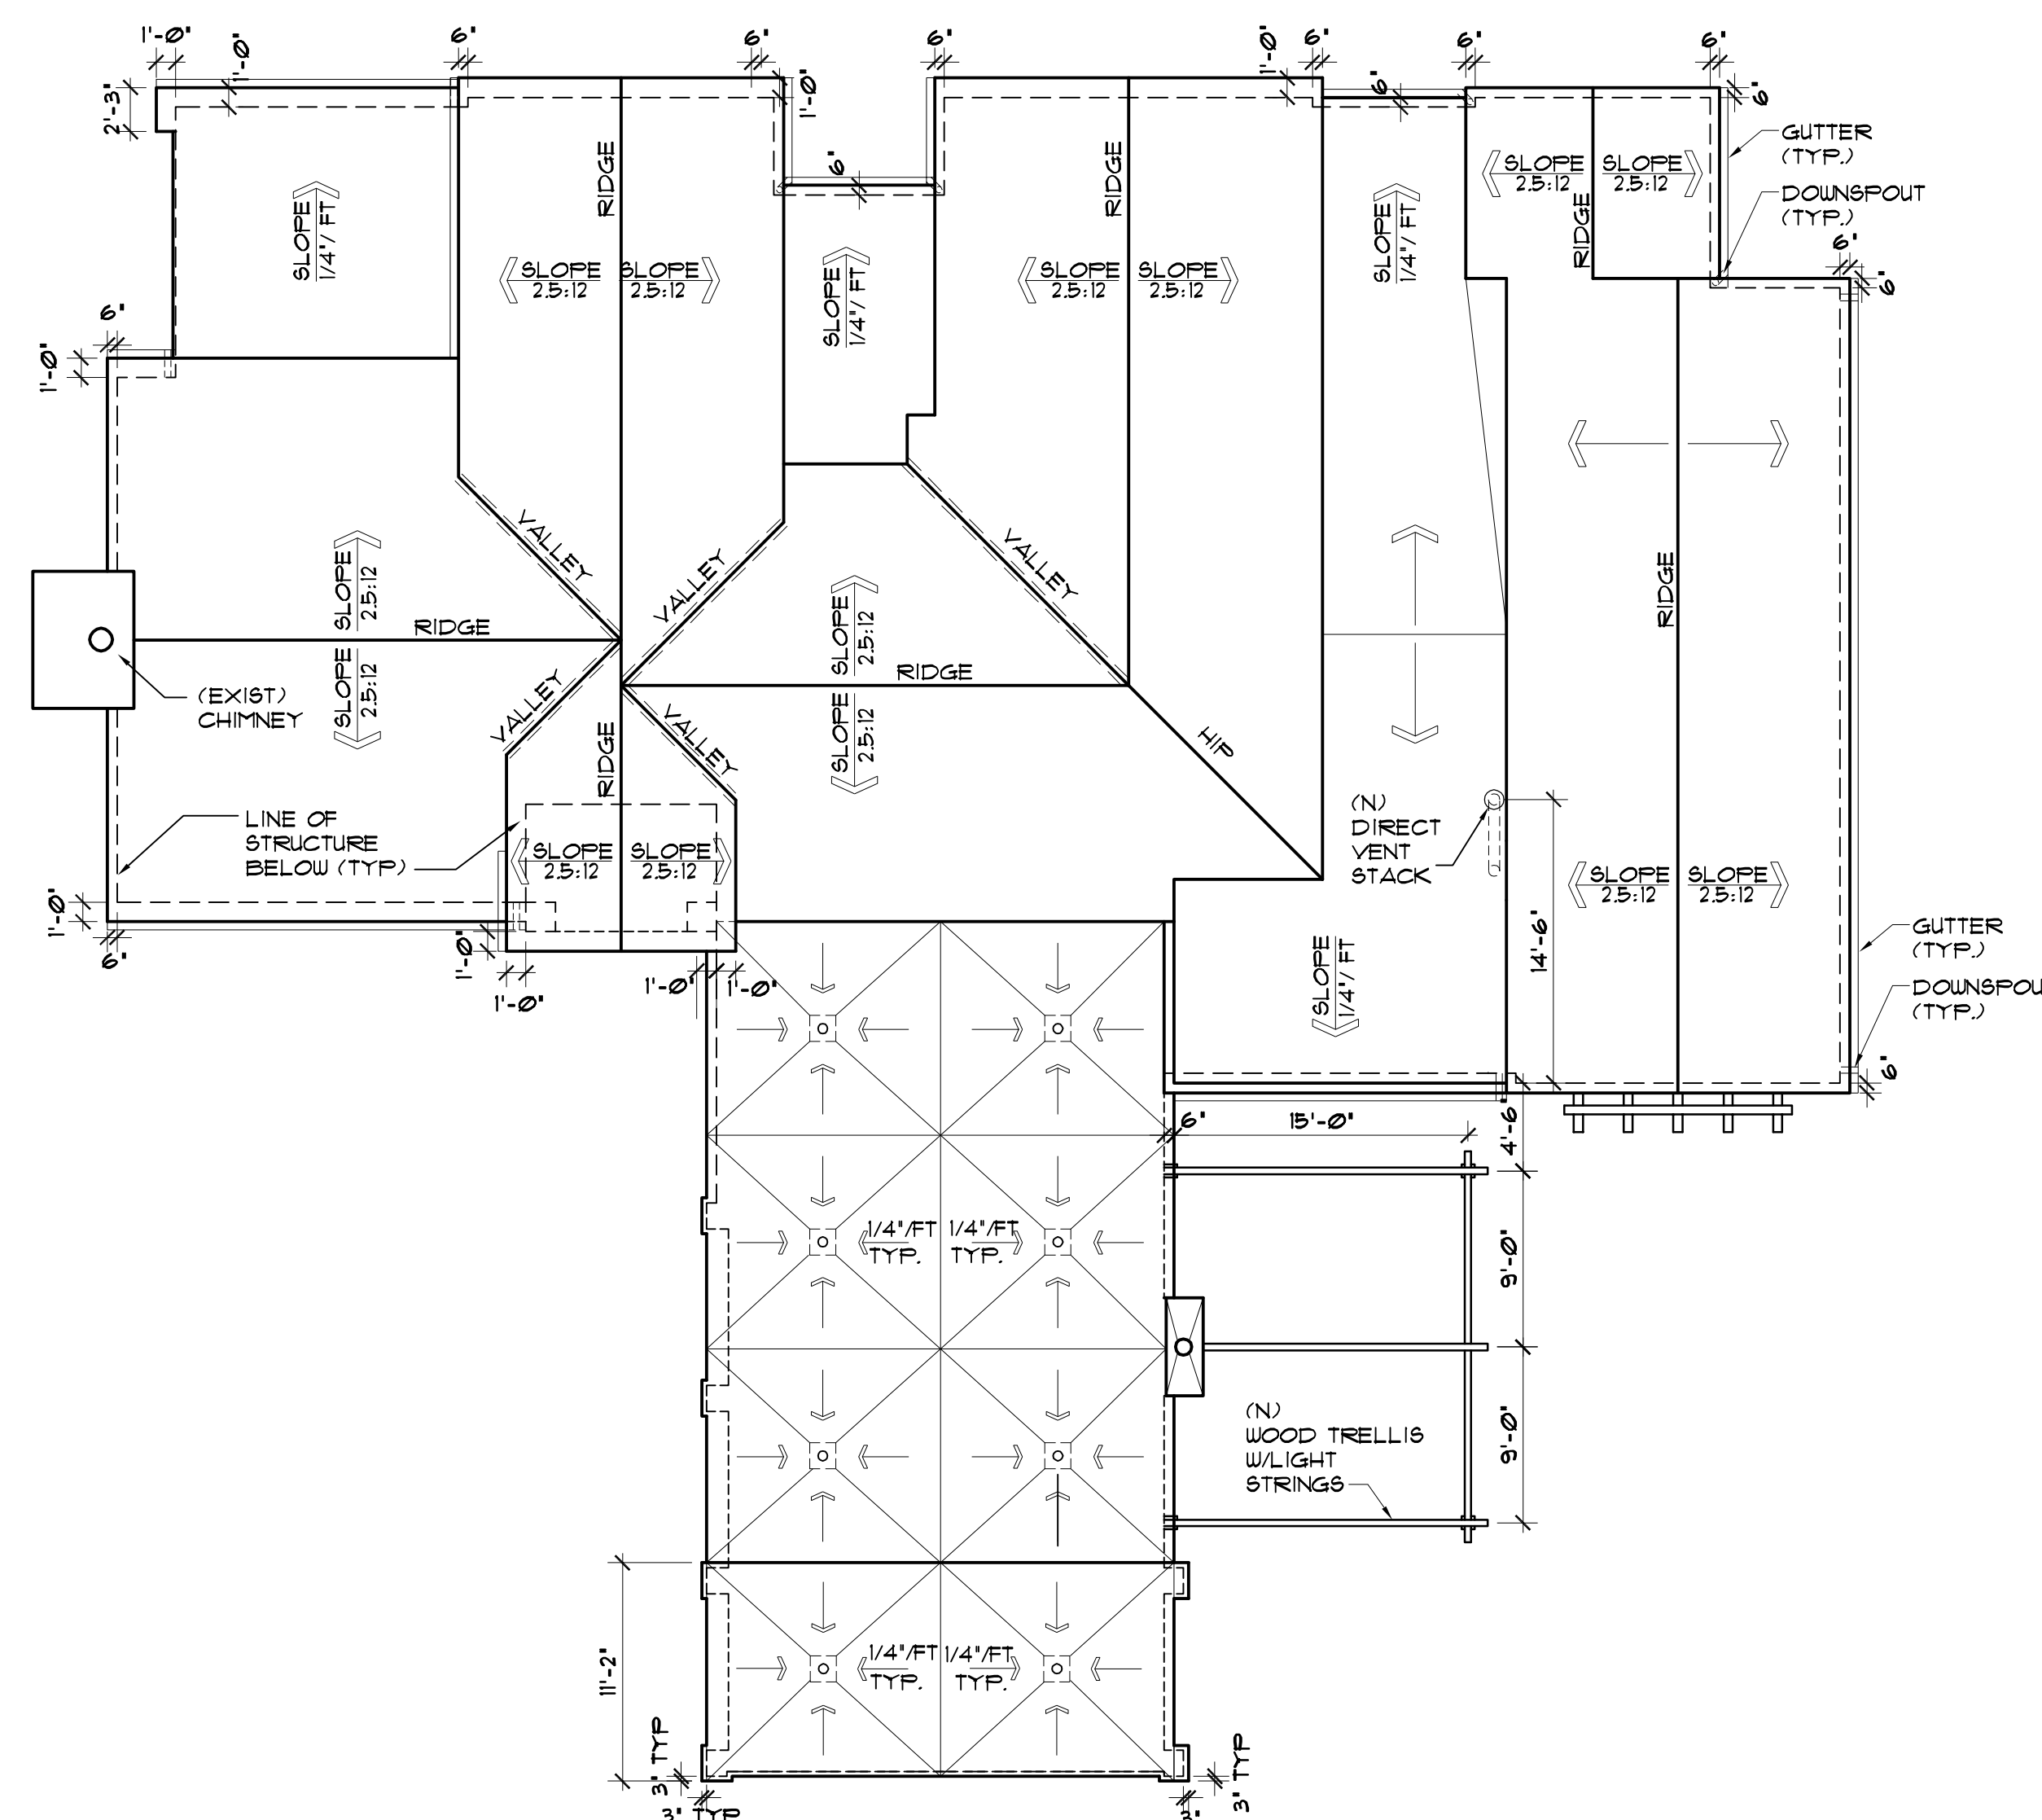 1'-0"
1'-0"
6"
6"
6"
1'-0"
6"
6"
6"
2'-3"
1'-0"
6"
6"
GUTTER
(TYP.)
DOWNSPOUT
(TYP.)
RIDGE
6"
RIDGE
SLOPE
2.5:12
SLOPE
2.5:12
RIDGE
SLOPE
1/4"/ FT
SLOPE
1/4"/ FT
6"
6"
SLOPE
2.5:12
SLOPE
2.5:12
SLOPE
1/4"/ FT
SLOPE
2.5:12
SLOPE
2.5:12
6"
1'-0"
VALLEY
VALLEY
VALLEY
RIDGE
SLOPE
2.5:12
RIDGE
SLOPE
2.5:12
SLOPE
2.5:12
RIDGE
SLOPE
2.5:12
(EXIST)
CHIMNEY
VALLEY
RIDGE
VALLEY
HIP
LINE OF
STRUCTURE
BELOW (TYP)
SLOPE
2.5:12
SLOPE
2.5:12
(N)
DIRECT
VENT
STACK
SLOPE
2.5:12
SLOPE
2.5:12
1'-0"
6"
1'-0"
1'-0"
1'-0"
1'-0"
SLOPE
1/4"/ FT
14'-6"
GUTTER
(TYP.)
DOWNSPOU
(TYP.)
6"
6"
15'-0"
4'-6"
1/4"/FT
TYP.
1/4"/FT
TYP.
9'-0"
(N)
WOOD TRELLIS
W/LIGHT
STRINGS
9'-0"
11'-2"
1/4"/FT
TYP.
1/4"/FT
TYP.
3" TYP
3" TYP
3" TYP
3"